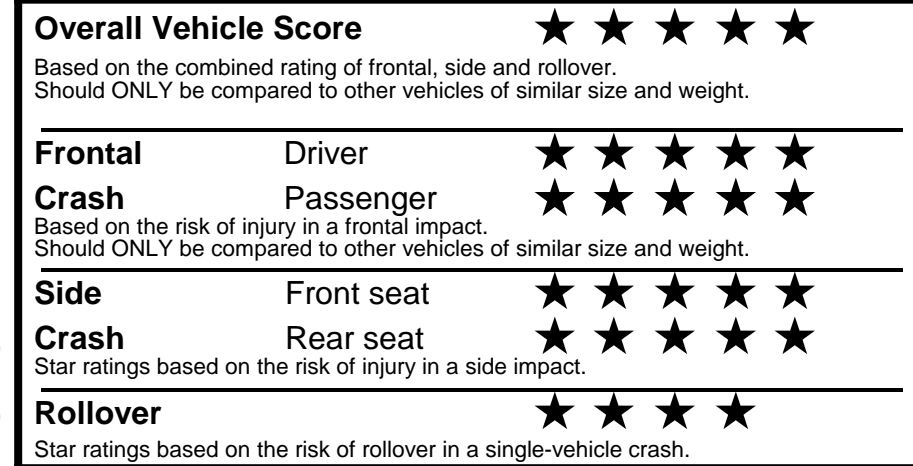 Overall Vehicle Score ★ ★ ★ ★ ★
Based on the combined rating of frontal, side and rollover.
Should ONLY be compared to other vehicles of similar size and weight.
Frontal Driver ★ ★ ★ ★ ★
Crash Passenger ★ ★ ★ ★ ★
Based on the risk of injury in a frontal impact.
Should ONLY be compared to other vehicles of similar size and weight.
Side Front seat ★ ★ ★ ★ ★
Crash Rear seat ★ ★ ★ ★ ★
Star ratings based on the risk of injury in a side impact.
Rollover ★ ★ ★ ★
Star ratings based on the risk of rollover in a single-vehicle crash.